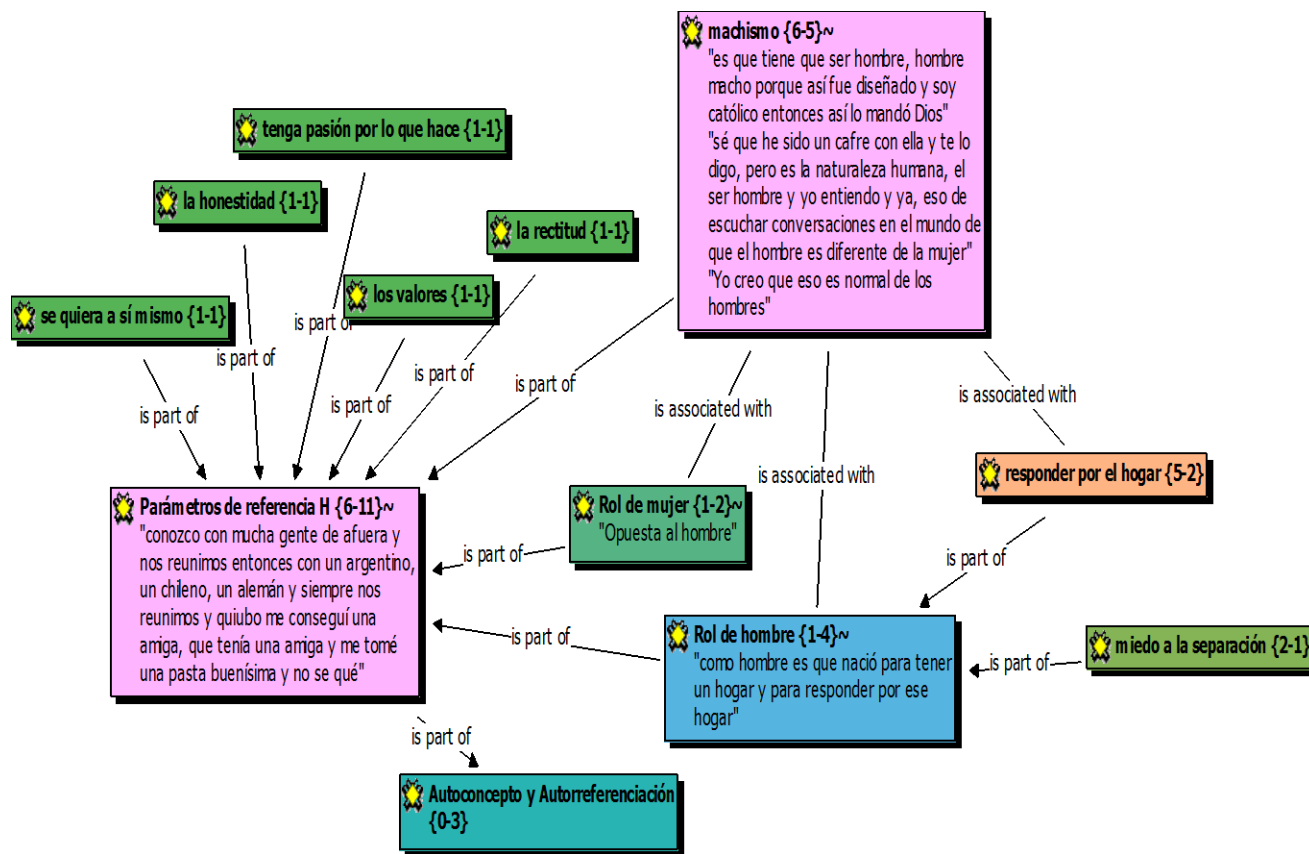 machismo {6-5}~
"es que tiene que ser hombre, hombre
macho porque así fue diseñado y soy
católico entonces así lo mandó Dios"
"sé que he sido un cafre con ella y te lo
digo, pero es la naturaleza humana, el
ser hombre y yo entiendo y ya, eso de
escuchar conversaciones en el mundo de
que el hombre es diferente de la mujer"
"Yo creo que eso es normal de los
hombres"
tenga pasión por lo que hace {1-1}
la honestidad {1-1}
la rectitud {1-1}
los valores {1-1}
se quiera a sí mismo {1-1}
is part of
is part of
is part of
is part of
is part of
is part of
is associated with
is associated with
is associated with
responder por el hogar {5-2}
Parámetros de referencia H {6-11}~
"conozco con mucha gente de afuera y
nos reunimos entonces con un argentino,
un chileno, un alemán y siempre nos
reunimos y quiubo me conseguí una
amiga, que tenía una amiga y me tomé
una pasta buenísima y no se qué"
Rol de mujer {1-2}~
"Opuesta al hombre"
is part of
is part of
Rol de hombre {1-4}~
"como hombre es que nació para tener
un hogar y para responder por ese
hogar"
is part of
is part of
miedo a la separación {2-1}
is part of
Autoconcepto y Autorreferenciación
{0-3}